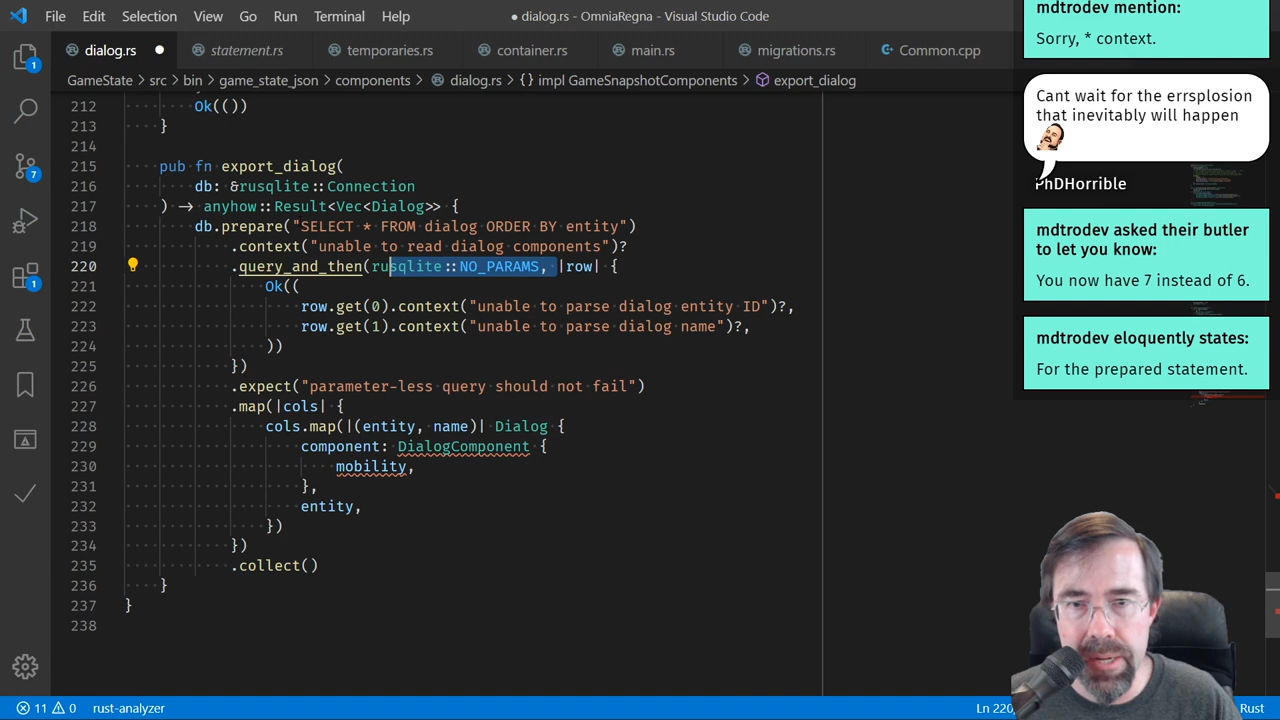 File Edit Selection View Go Run Terminal Help
● dialog.rs - OmniaRegna - Visual Studio Code
dialog.rs ● statement.rs temporaries.rs container.rs main.rs migrations.rs Common.cpp
GameState > src > bin > game_state_json > components > dialog.rs > {} impl GameSnapshotComponents > export_dialog
212 Ok(())
213 }
214
215 pub fn export_dialog(
216 db: &rusqlite::Connection
217 ) → anyhow::Result<Vec<Dialog>> {
218 db.prepare("SELECT * FROM dialog ORDER BY entity")
219 .context("unable to read dialog components")?
220 .query_and_then(rusqlite::NO_PARAMS, |row| {
221 Ok((
222 row.get(0).context("unable to parse dialog entity ID")?,
223 row.get(1).context("unable to parse dialog name")?,
224 ))
225 })
226 .expect("parameter-less query should not fail")
227 .map(|cols| {
228 cols.map(|(entity, name)| Dialog {
229 component: DialogComponent {
230 mobility,
231 },
232 entity,
233 })
234 })
235 .collect()
236 }
237 }
238
mdtrodev mention:
Sorry, * context.
Cant wait for the errsplosion
that inevitably will happen
PhDHorrible
mdtrodev asked their butler
to let you know:
You now have 7 instead of 6.
mdtrodev eloquently states:
For the prepared statement.
1
7
1
11 0 rust-analyzer
Ln 220,
Rust